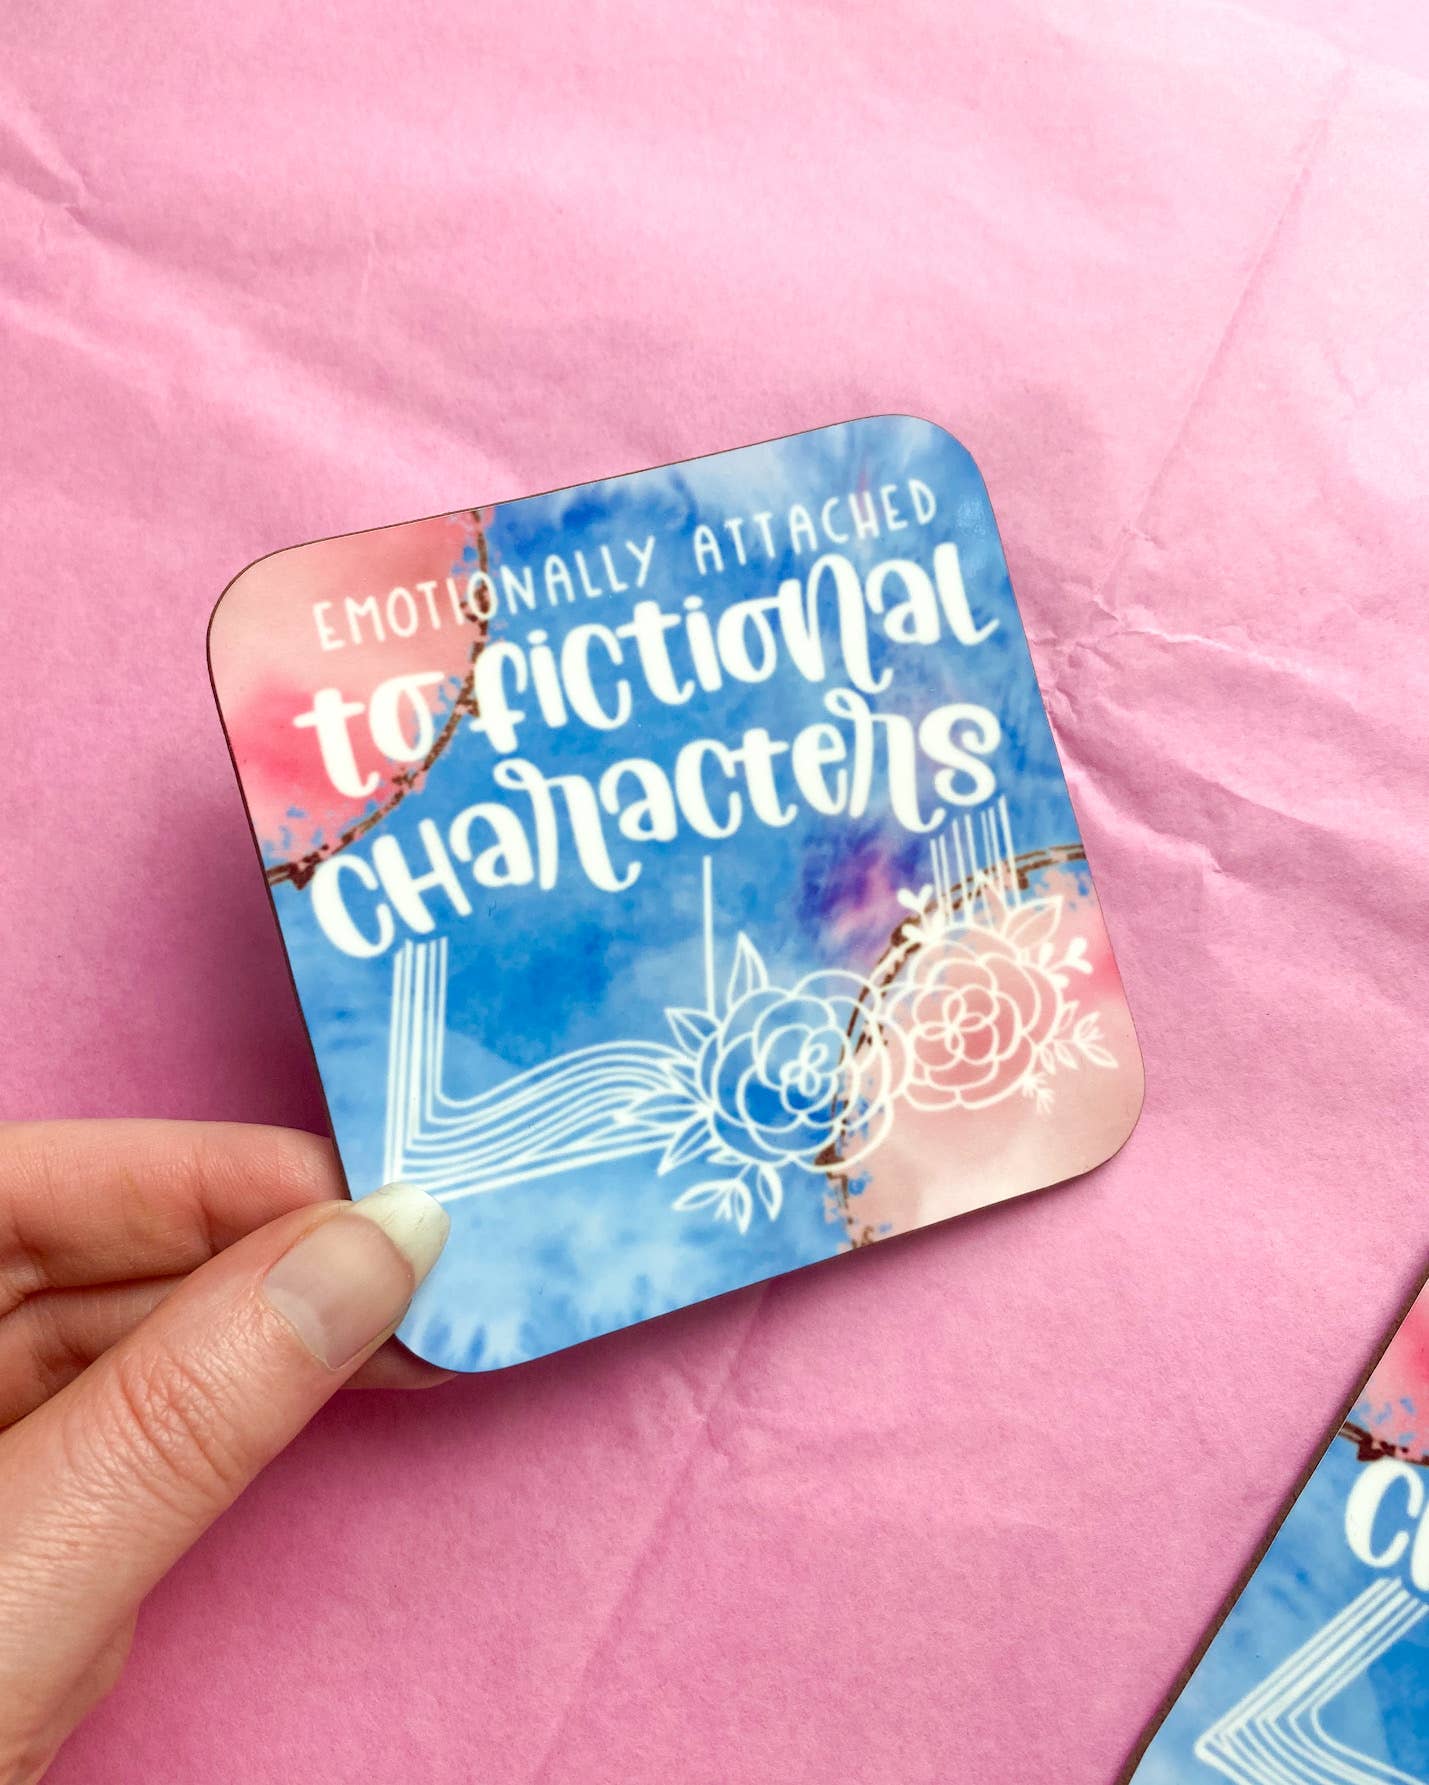 EMOTIONALLY ATTACHED
to fictional
characters